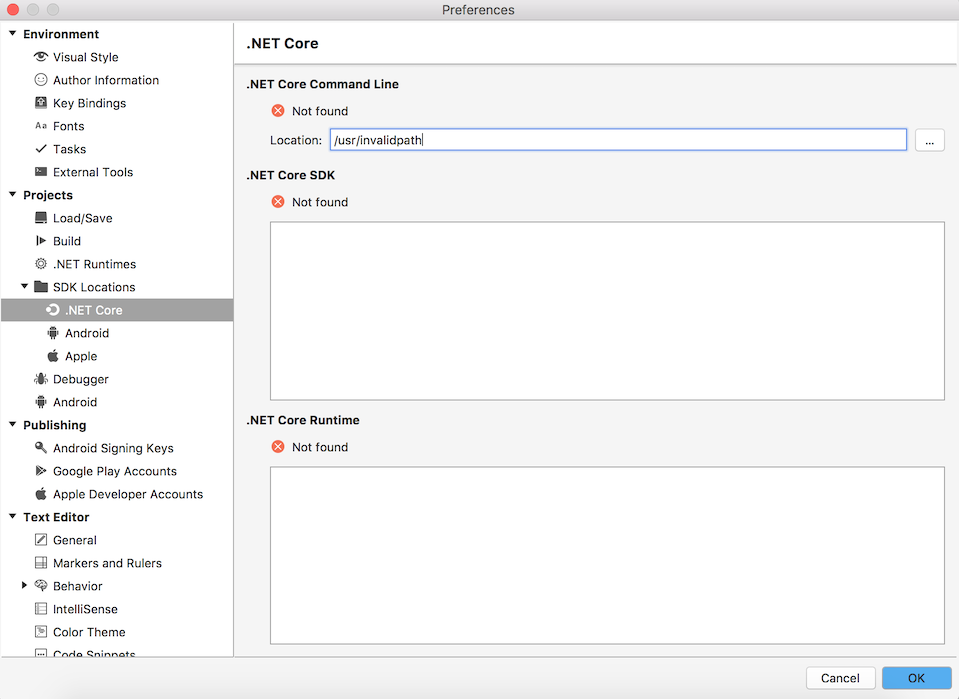 Preferences
Environment
Visual Style
Author Information
Key Bindings
Aa Fonts
Tasks
External Tools
Projects
Load/Save
Build
.NET Runtimes
SDK Locations
.NET Core
Android
Apple
Debugger
Android
Publishing
Android Signing Keys
Google Play Accounts
Apple Developer Accounts
Text Editor
General
Markers and Rulers
Behavior
IntelliSense
Color Theme
Code Snippets
.NET Core
.NET Core Command Line
Not found
Location: /usr/invalidpath ...
.NET Core SDK
Not found
.NET Core Runtime
Not found
Cancel OK